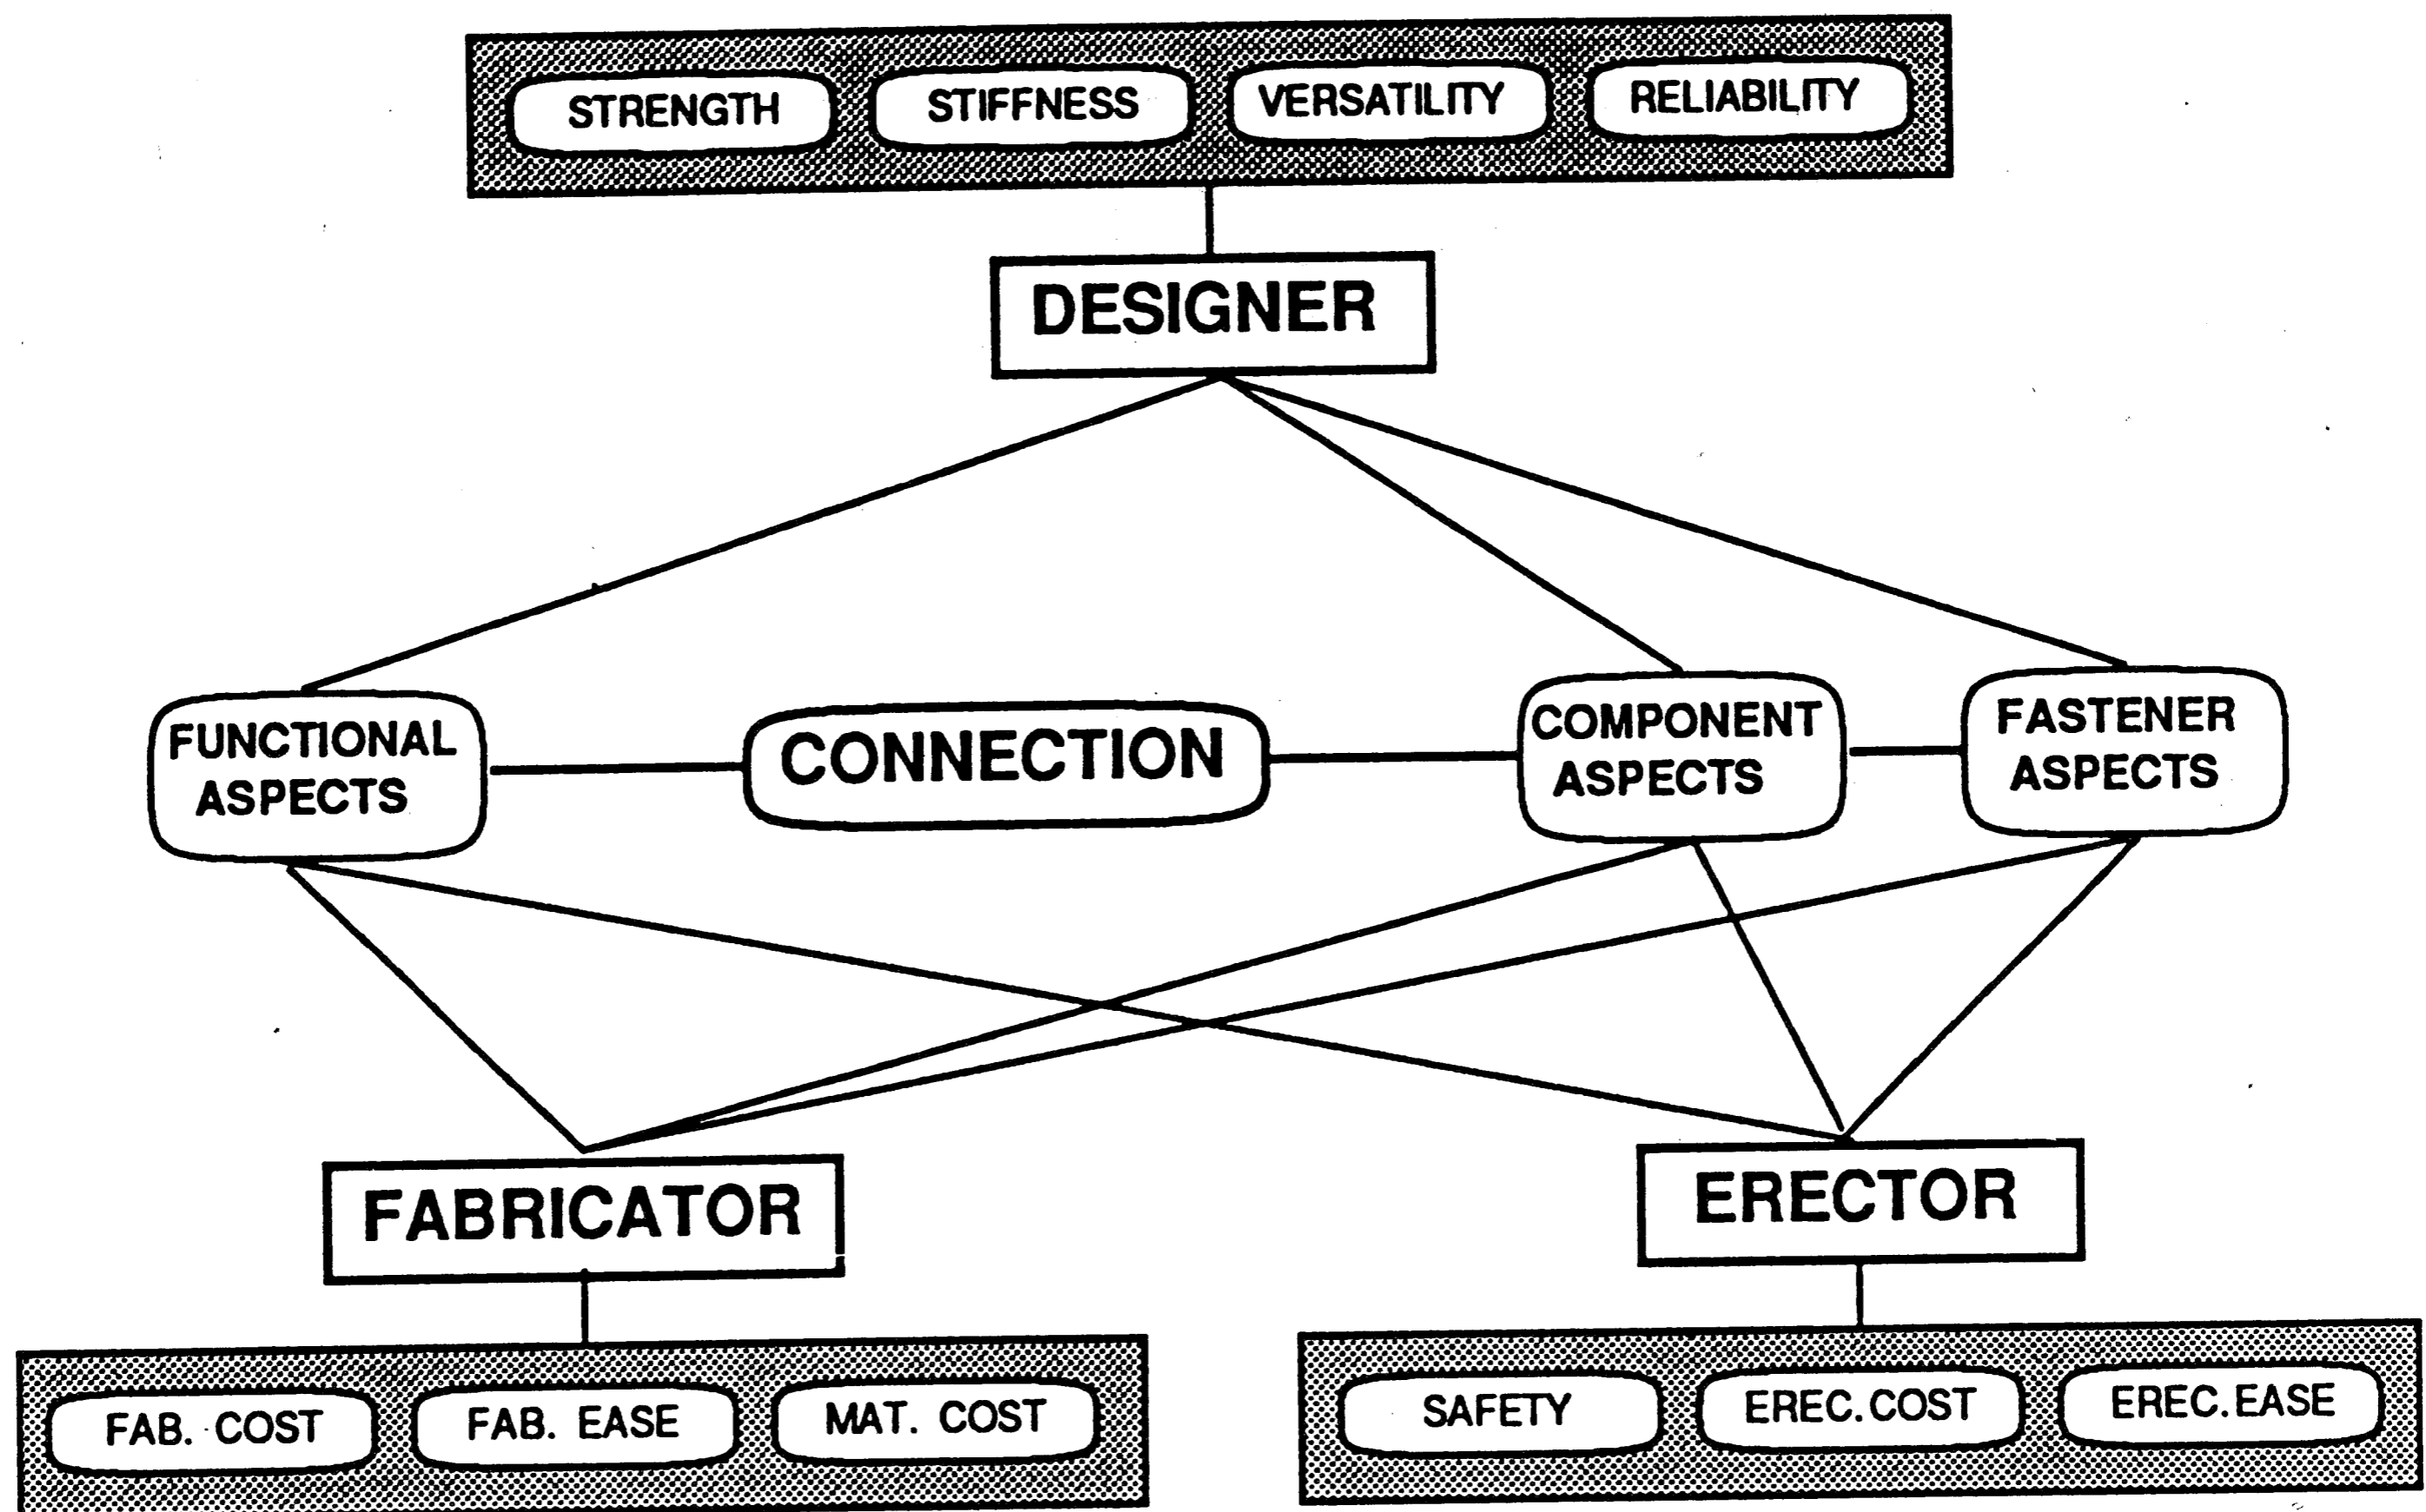 STRENGTH
STIFFNESS
VERSATILITY
RELIABILITY
DESIGNER
FUNCTIONAL
ASPECTS
CONNECTION
COMPONENT
ASPECTS
FASTENER
ASPECTS
FABRICATOR
ERECTOR
FAB. COST
FAB. EASE
MAT. COST
SAFETY
EREC.COST
EREC.EASE